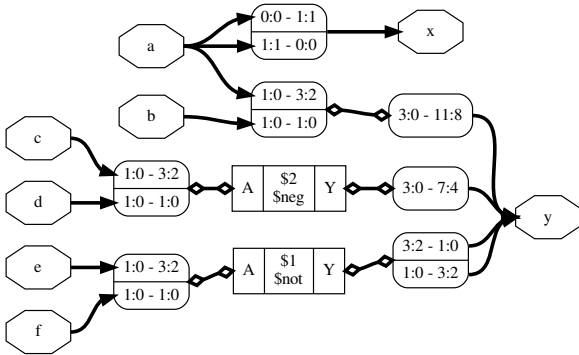 a
0:0 - 1:1
1:1 - 0:0
x
b
1:0 - 3:2
1:0 - 1:0
3:0 - 11:8
c
d
1:0 - 3:2
1:0 - 1:0
A
$2
$neg
Y
3:0 - 7:4
y
e
f
1:0 - 3:2
1:0 - 1:0
A
$1
$not
Y
3:2 - 1:0
1:0 - 3:2